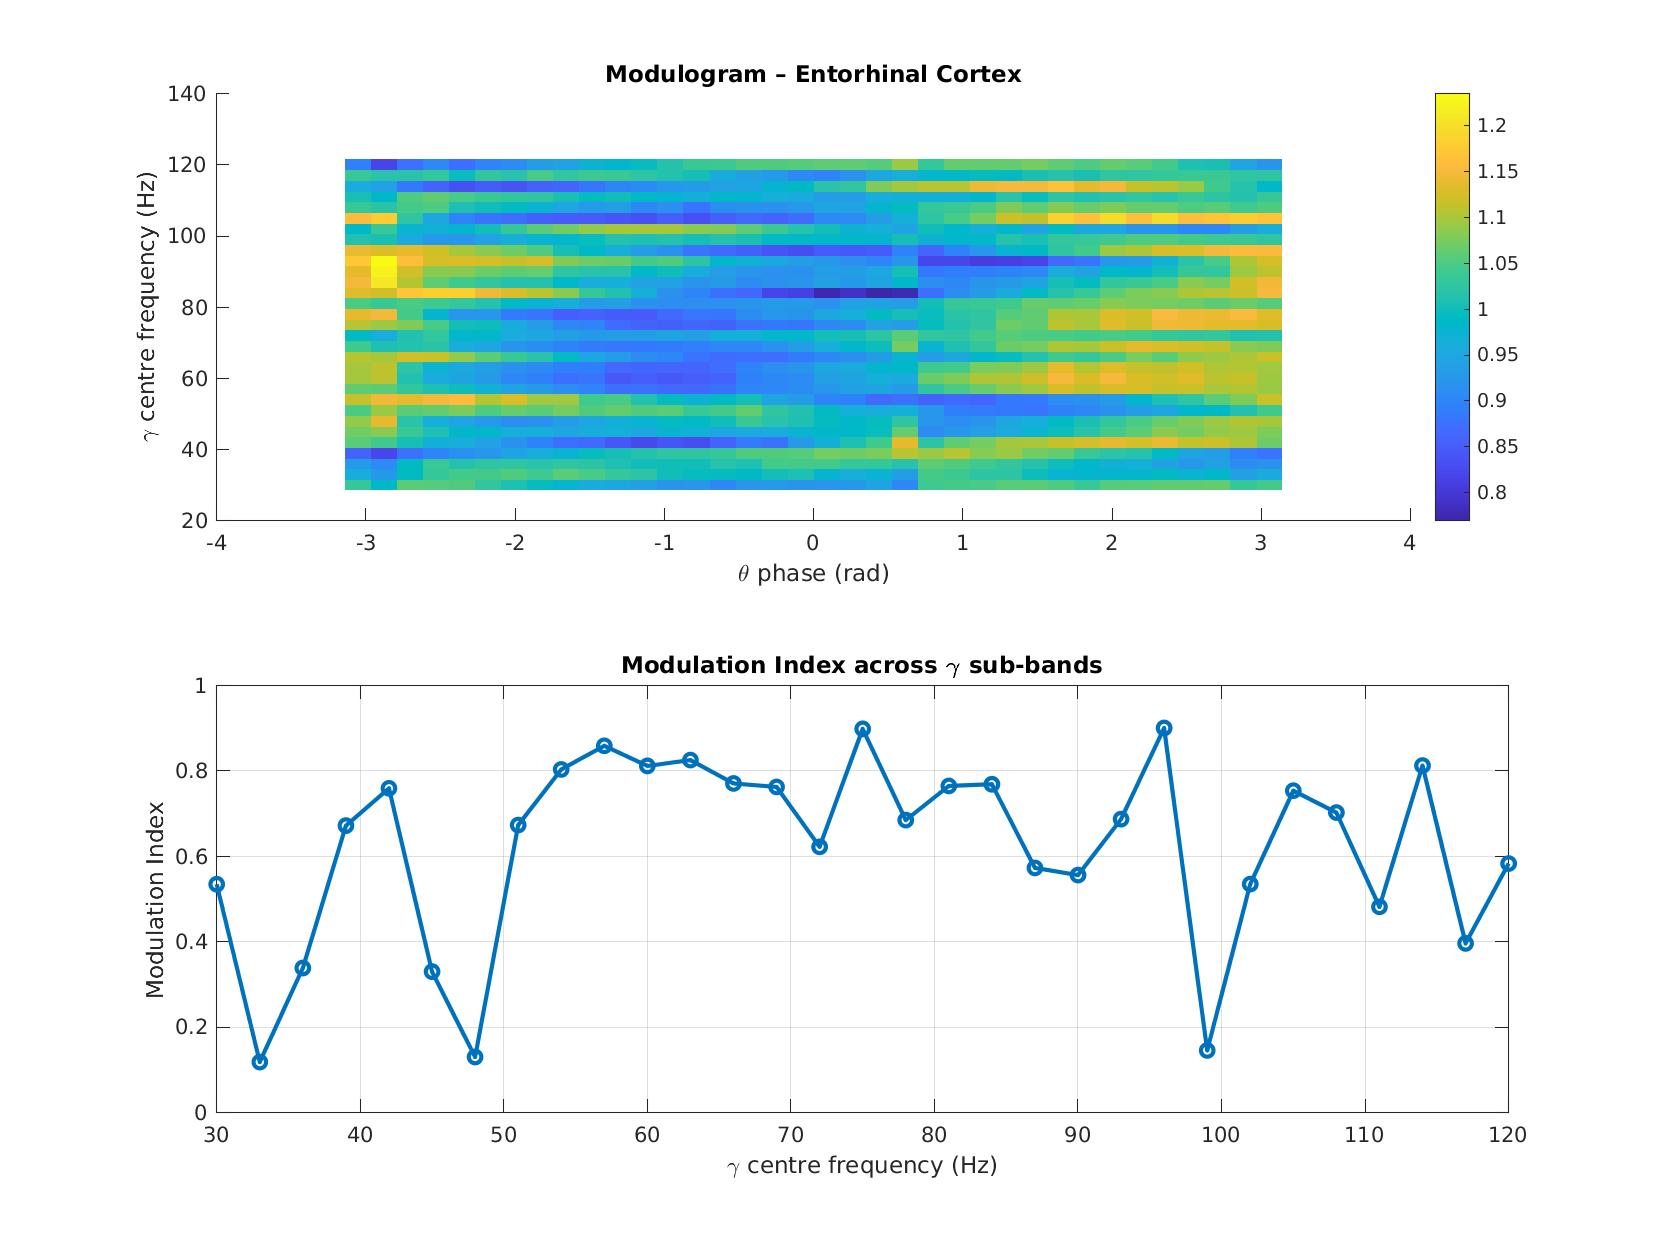 Modulogram – Entorhinal Cortex
γ centre frequency (Hz)
140
120
100
80
60
40
20
-4 -3 -2 -1 0 1 2 3 4
θ phase (rad)
1.2
1.15
1.1
1.05
1
0.95
0.9
0.85
0.8
Modulation Index across γ sub-bands
Modulation Index
1
0.8
0.6
0.4
0.2
0
30 40 50 60 70 80 90 100 110 120
γ centre frequency (Hz)